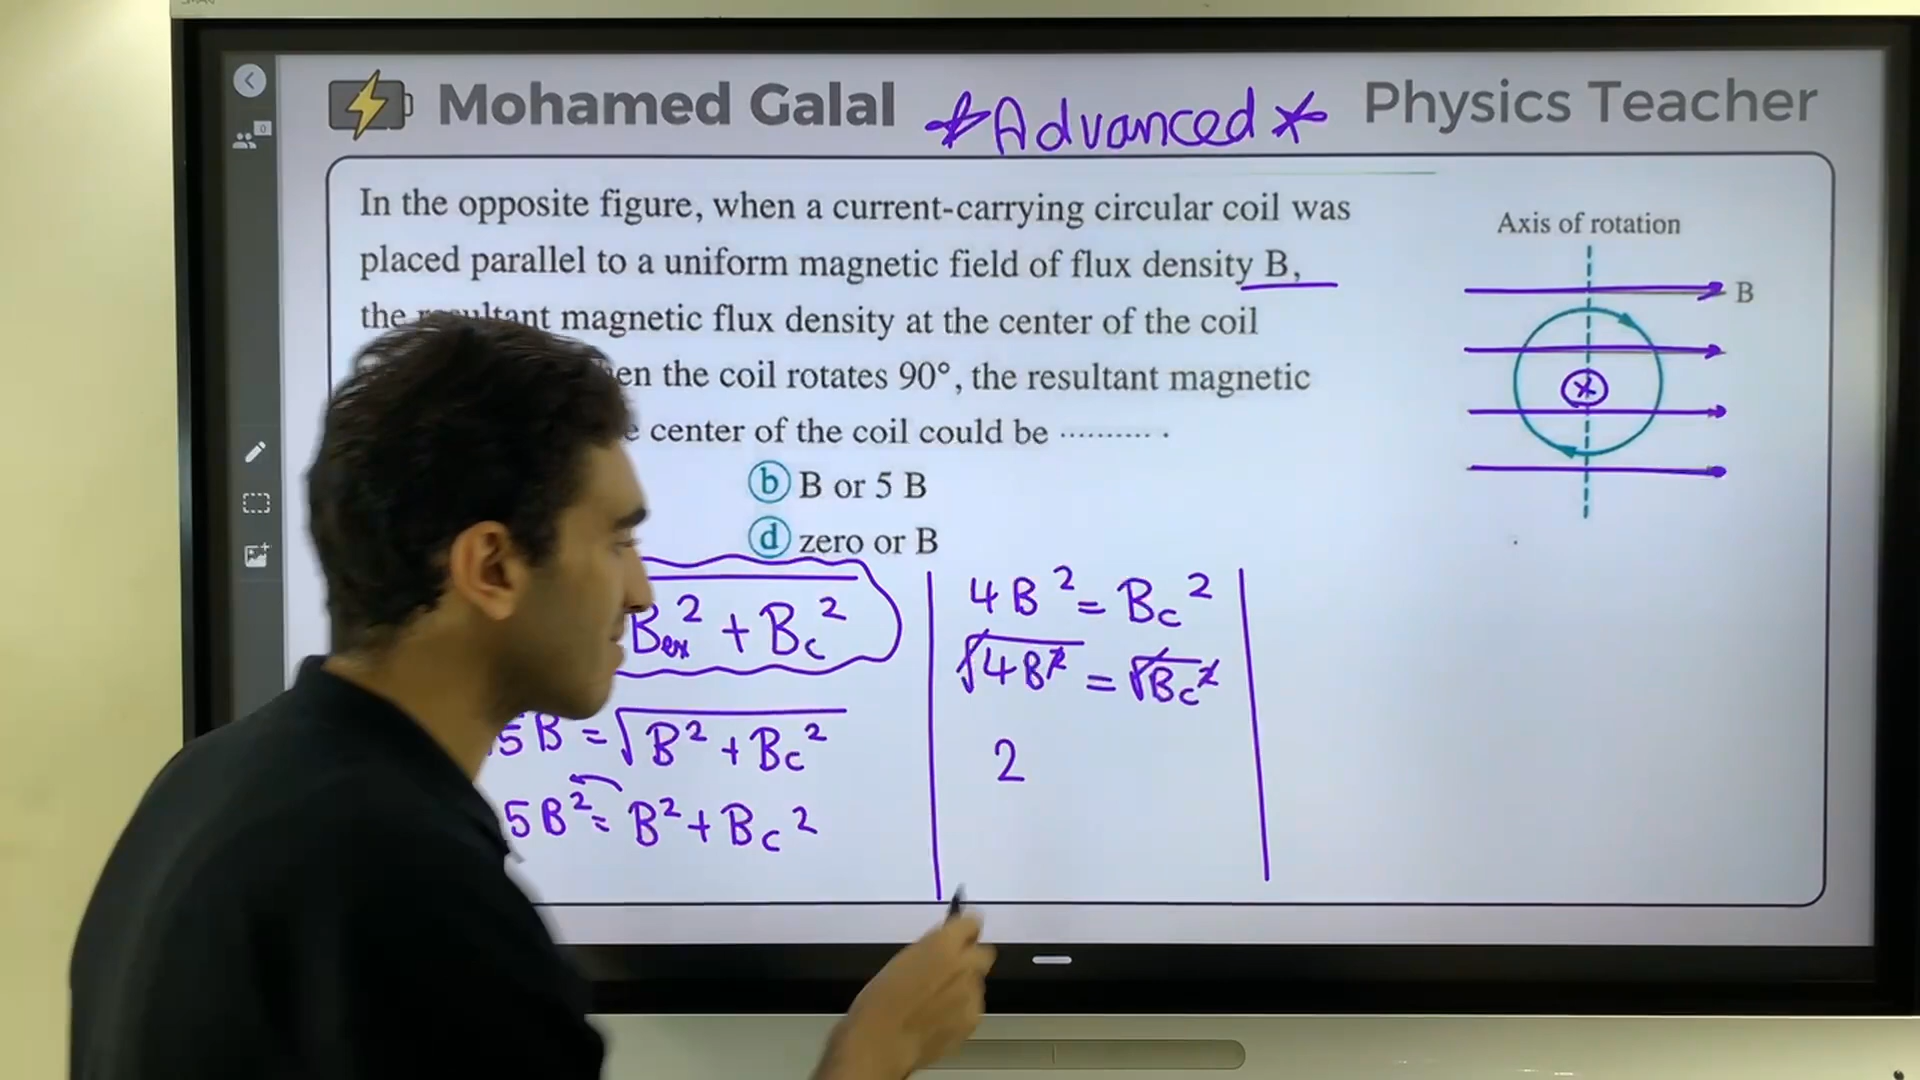 Mohamed Galal *Advanced* Physics Teacher
In the opposite figure, when a current-carrying circular coil was
placed parallel to a uniform magnetic field of flux density B,
the resultant magnetic flux density at the center of the coil
en the coil rotates 90°, the resultant magnetic
center of the coil could be .......... .
ⓑ B or 5 B
ⓓ zero or B
Axis of rotation
B
Bex² + Bc²
5B = √B² + Bc²
5B² = B² + Bc²
4B² = Bc²
√4B² = √Bc²
2
0